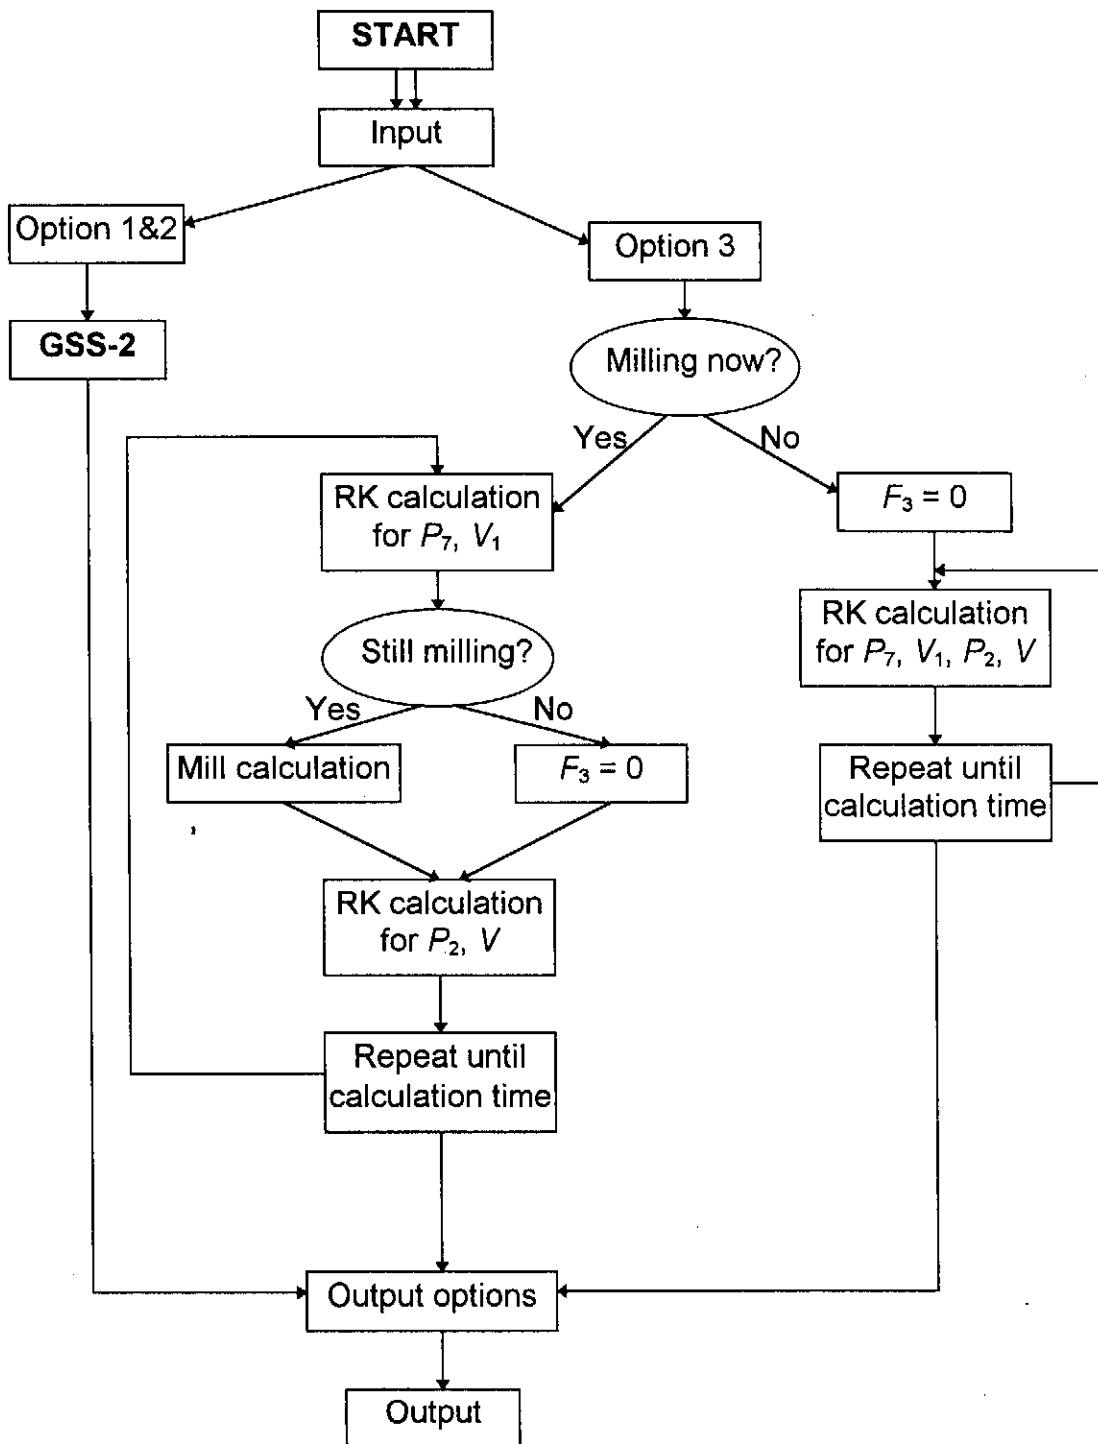 START
Input
Option 1&2
Option 3
GSS-2
Milling now?
Yes
No
RK calculation
for P₇, V₁
F₃ = 0
Still milling?
RK calculation
for P₇, V₁, P₂, V
Yes
No
Mill calculation
F₃ = 0
Repeat until
calculation time
RK calculation
for P₂, V
Repeat until
calculation time
Output options
Output